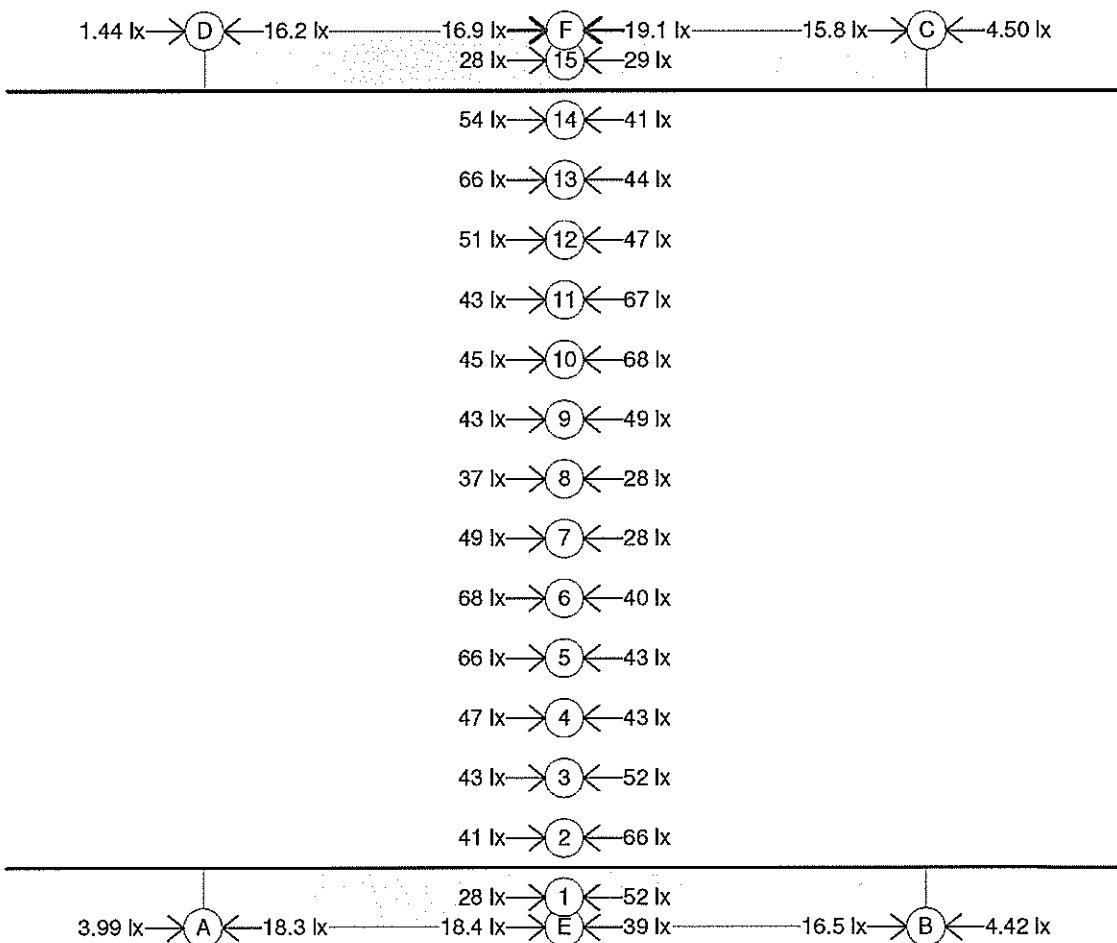 1.44 lx D 16.2 lx 16.9 lx F 19.1 lx 15.8 lx C 4.50 lx
28 lx 15 29 lx
54 lx 14 41 lx
66 lx 13 44 lx
51 lx 12 47 lx
43 lx 11 67 lx
45 lx 10 68 lx
43 lx 9 49 lx
37 lx 8 28 lx
49 lx 7 28 lx
68 lx 6 40 lx
66 lx 5 43 lx
47 lx 4 43 lx
43 lx 3 52 lx
41 lx 2 66 lx
28 lx 1 52 lx
3.99 lx A 18.3 lx 18.4 lx E 39 lx 16.5 lx B 4.42 lx